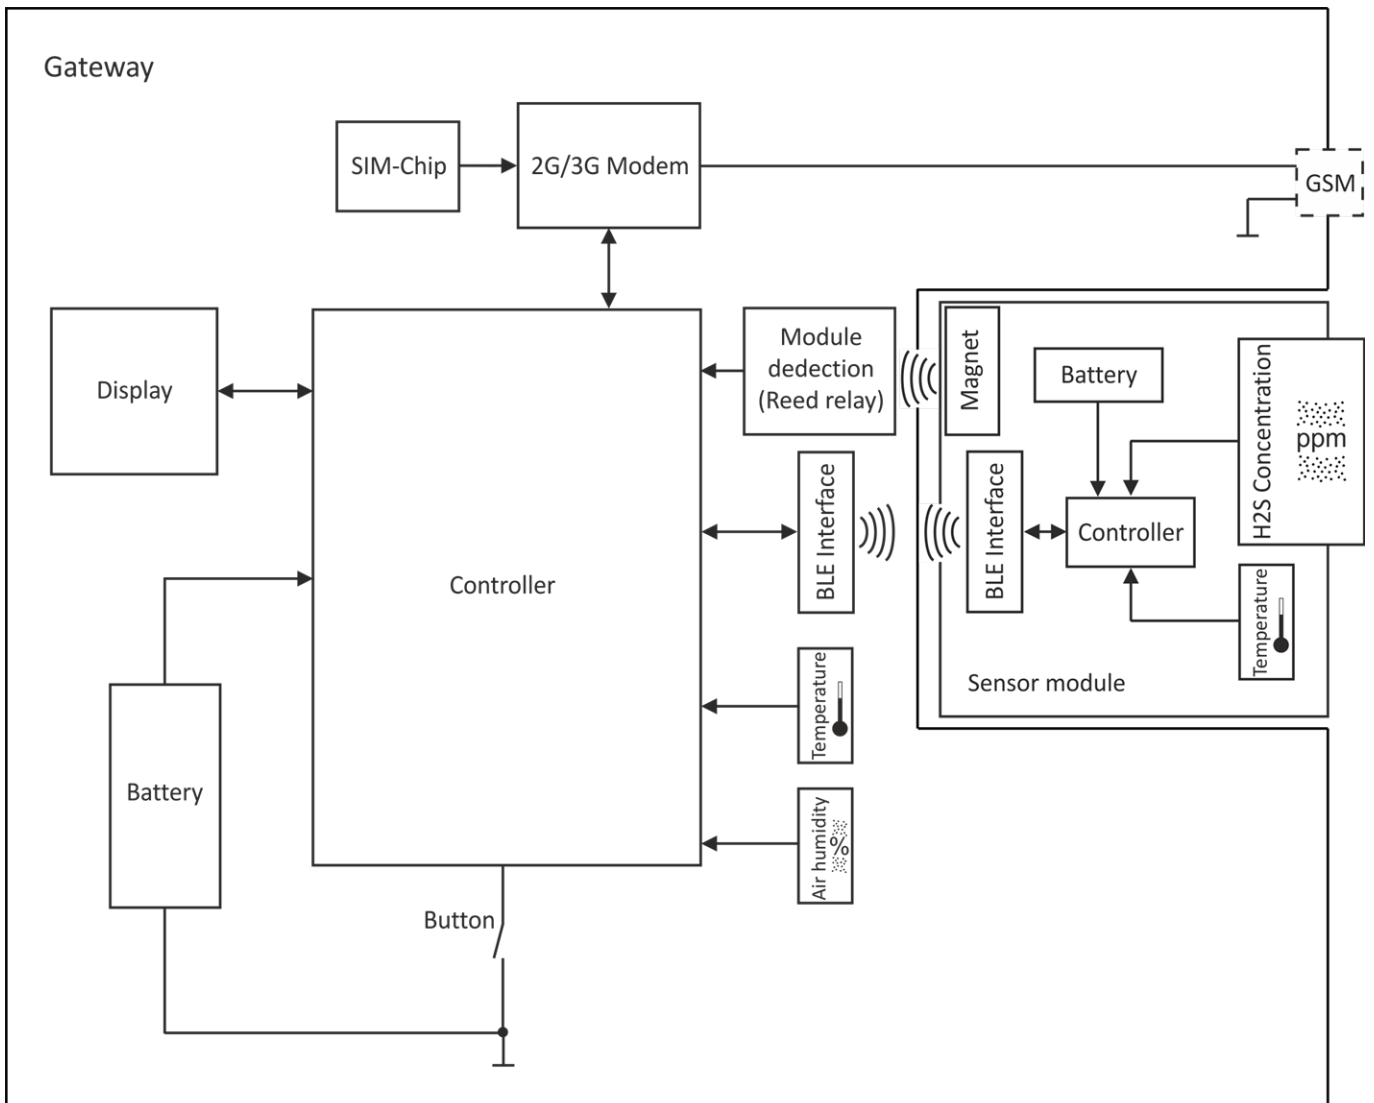 Gateway
SIM-Chip
2G/3G Modem
GSM
Display
Controller
Module
dedection
(Reed relay)
Magnet
Battery
H2S Concentration
ppm
BLE Interface
BLE Interface
Controller
Temperature
Sensor module
Temperature
Air humidity
%
Battery
Button